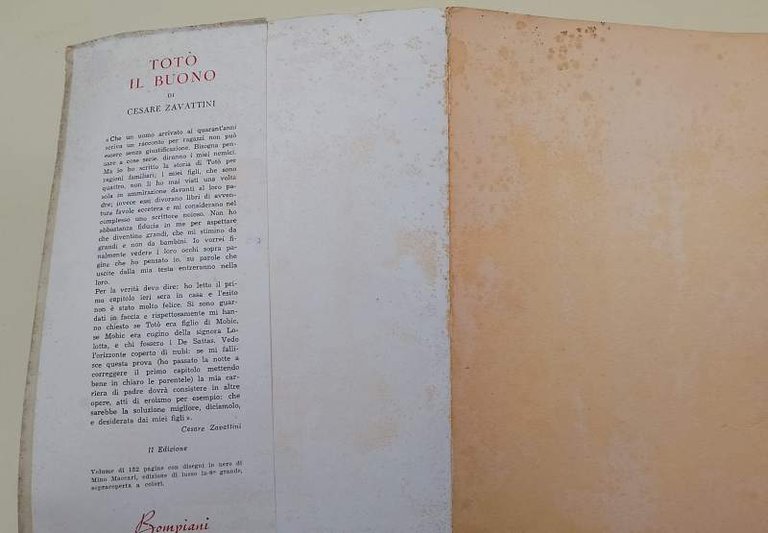 TOTÒ
IL BUONO
DI
CESARE ZAVATTINI
« Che un uomo arrivato ai quarant'anni
scriva un racconto per ragazzi non può
essere senza giustificazione. Bisogna pen-
sare a cose serie, diranno i miei nemici.
Ma io ho scritto la storia di Totò per
ragioni familiari; i miei figli, che sono
quattro, non li ho mai visti una volta
sola in ammirazione davanti al loro pa-
dre; invece essi divorano libri di avven-
ture favole eccetera e mi considerano nel
complesso uno scrittore noioso. Non ho
abbastanza fiducia in me per aspettare
che diventino grandi, che mi stimino da
grandi e non da bambini. Io vorrei fi-
nalmente vedere i loro occhi sopra pa-
gine che ho pensato io, su parole che
uscite dalla mia testa entreranno nella
loro.
Per la verità devo dire: ho letto il pri-
mo capitolo ieri sera in casa e l'esito
non è stato molto felice. Si sono guar-
dati in faccia e rispettosamente mi han-
no chiesto se Totò era figlio di Mobic,
se Mobic era cugino della signora Lo-
lotta, e chi fossero i De Saltas. Vedo
l'orizzonte coperto di nubi: se mi falli-
sce questa prova (ho passato la notte a
correggere il primo capitolo mettendo
bene in chiaro le parentele) la mia car-
riera di padre dovrà consistere in altre
opere, atti di eroismo per esempio: che
sarebbe la soluzione migliore, diciamolo,
e desiderata dai miei figli ».
Cesare Zavattini
II Edizione
Volume di 152 pagine con disegni in nero di
Mino Maccari, edizione di lusso in-8° grande,
sopracoperta a colori.
Bompiani